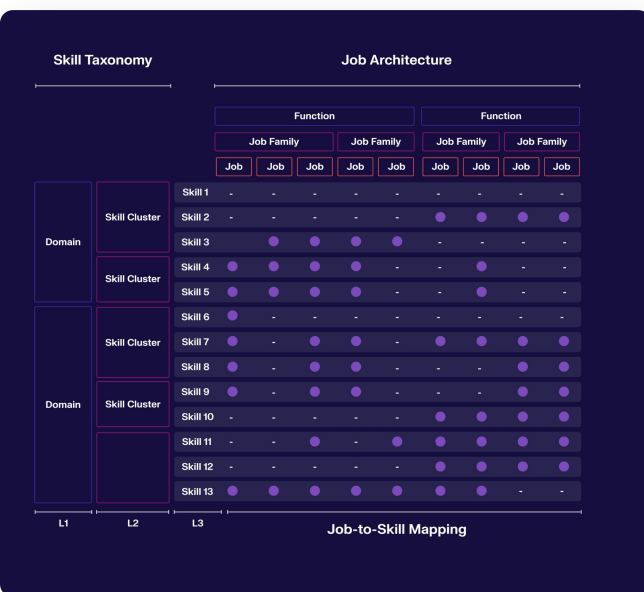 Skill Taxonomy
Job Architecture
Function Function
Job Family Job Family Job Family Job Family
Job Job Job Job Job Job Job Job Job
Skill 1 - - - - - - - - -
Skill Cluster
Skill 2 - - - - -
Domain
Skill 3 - - - - -
Skill 4 - - - -
Skill Cluster
Skill 5 - - - -
Skill 6 - - - - - - - -
Skill 7 - -
Skill Cluster
Skill 8 - - - -
Skill 9 - - - - -
Domain
Skill Cluster
Skill 10 - - - - -
Skill 11 - - -
Skill 12 - - - - -
Skill 13 - -
L1 L2 L3
Job-to-Skill Mapping